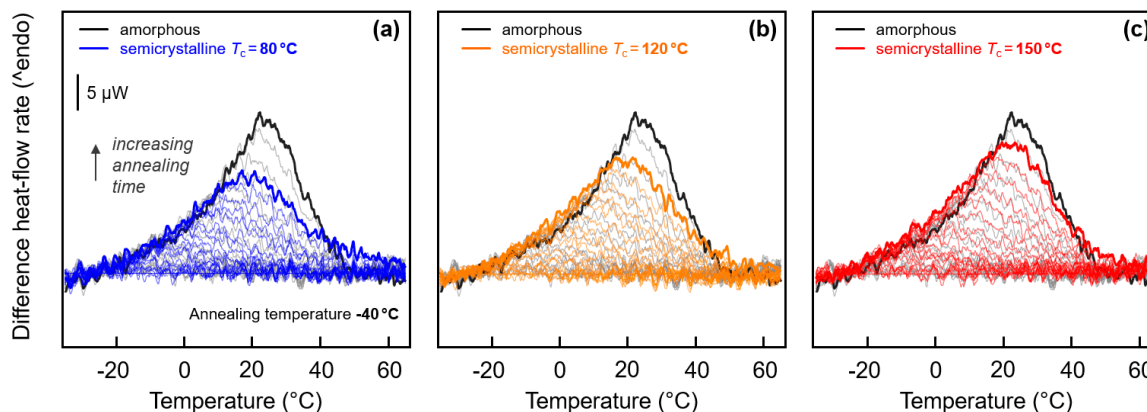 Difference heat-flow rate (^endo)
amorphous
semicrystalline Tc = 80 °C
(a)
5 µW
increasing
annealing
time
Annealing temperature -40 °C
-20 0 20 40 60
Temperature (°C)
amorphous
semicrystalline Tc = 120 °C
(b)
-20 0 20 40 60
Temperature (°C)
amorphous
semicrystalline Tc = 150 °C
(c)
-20 0 20 40
Temperature (°C)